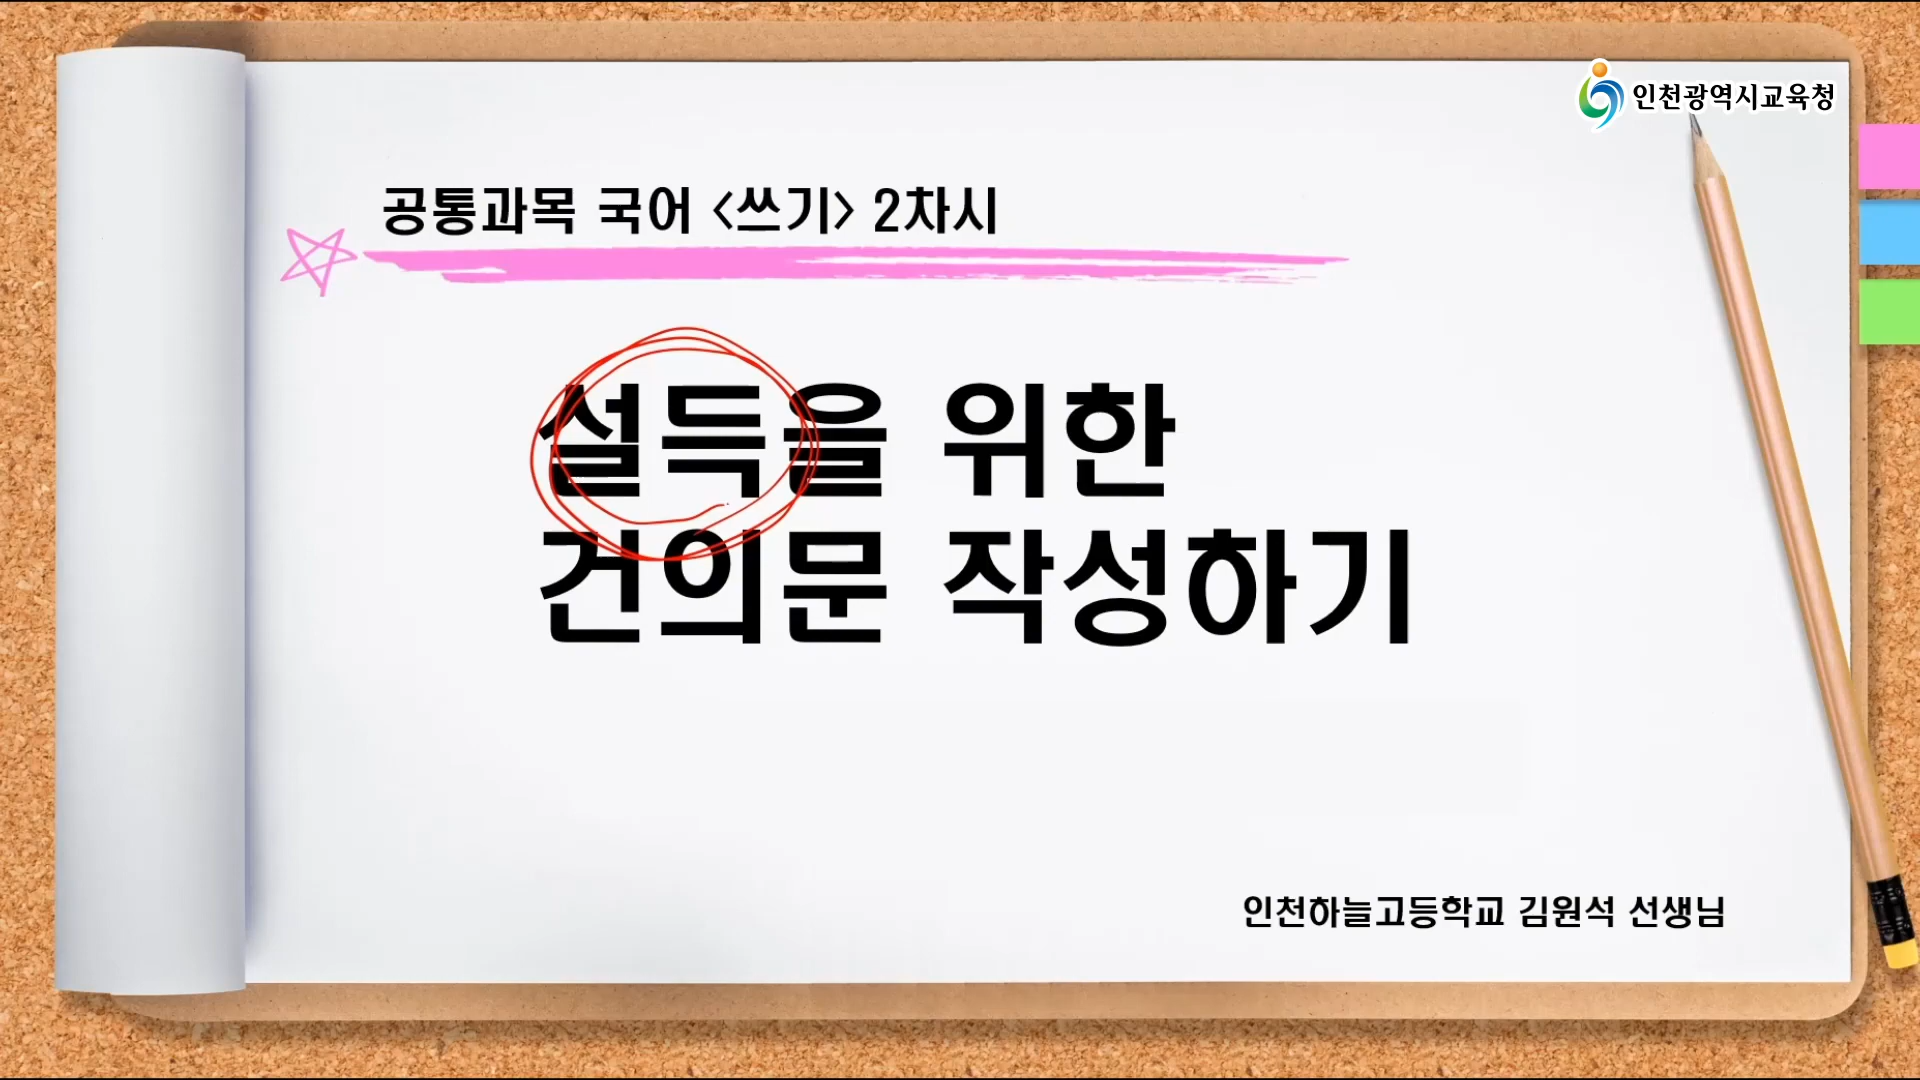 인천광역시교육청
공통과목 국어 <쓰기> 2차시
설득을 위한
건의문 작성하기
인천하늘고등학교 김원석 선생님